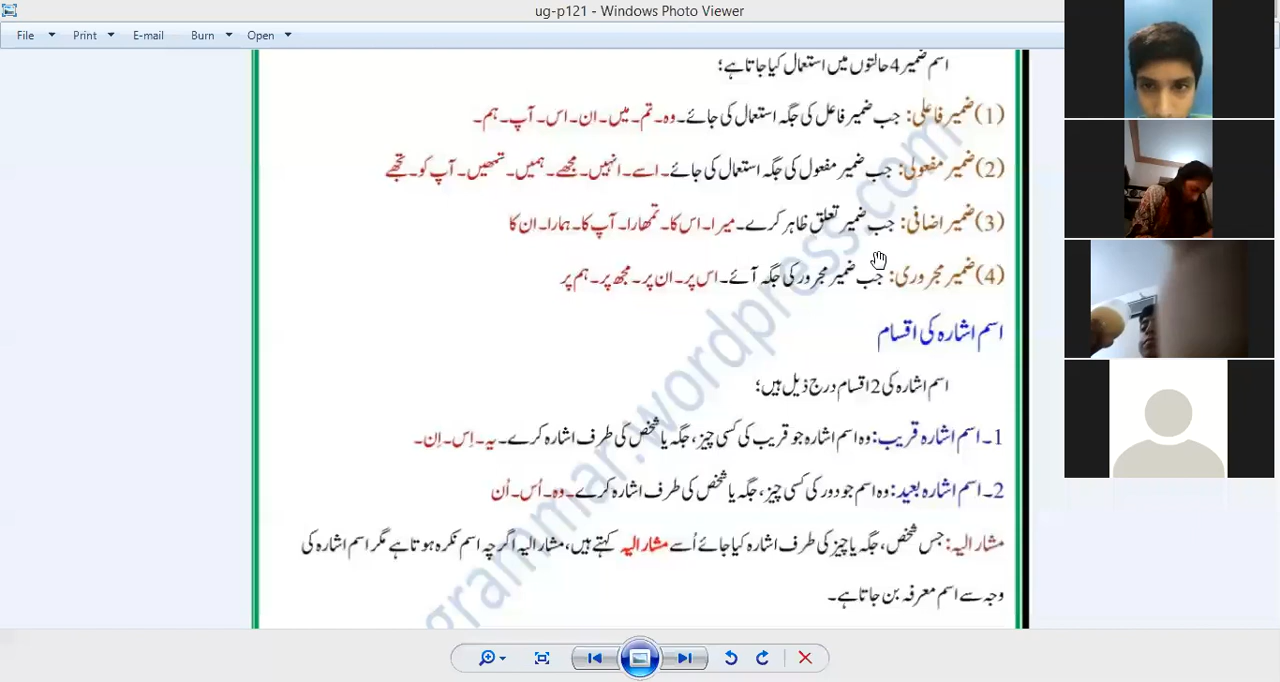 ug-p121 - Windows Photo Viewer
File Print E-mail Burn Open
اسم ضمیر 4 حالتوں میں استعمال کیا جاتا ہے؛
(1) ضمیر فاعلی: جب ضمیر فاعل کی جگہ استعمال کی جائے۔ وہ۔ تم۔ میں۔ ان۔ اس۔ آپ۔ ہم۔
(2) ضمیر مفعولی: جب ضمیر مفعول کی جگہ استعمال کی جائے۔ اسے۔ انہیں۔ مجھے۔ ہمیں۔ تمھیں۔ آپ کو۔ تجھے
(3) ضمیر اضافی: جب ضمیر تعلق ظاہر کرے۔ میرا۔ اس کا۔ تمھارا۔ آپ کا۔ ہمارا۔ ان کا
(4) ضمیر مجروری: جب ضمیر مجرور کی جگہ آئے۔ اس پر۔ ان پر۔ مجھ پر۔ ہم پر
اسم اشارہ کی اقسام
اسم اشارہ کی 2 اقسام درج ذیل ہیں؛
1۔ اسم اشارہ قریب: وہ اسم اشارہ جو قریب کی کسی چیز، جگہ یا شخص کی طرف اشارہ کرے۔ یہ۔ اِس۔ اِن۔
2۔ اسم اشارہ بعید: وہ اسم جو دور کی کسی چیز، جگہ یا شخص کی طرف اشارہ کرے۔ وہ۔ اُس۔ اُن
مشار الیہ: جس شخص، جگہ یا چیز کی طرف اشارہ کیا جائے اُسے مشار الیہ کہتے ہیں، مشار الیہ اگرچہ اسم نکرہ ہوتا ہے مگر اسم اشارہ کی
وجہ سے اسم معرفہ بن جاتا ہے۔
grammar.wordpress.com